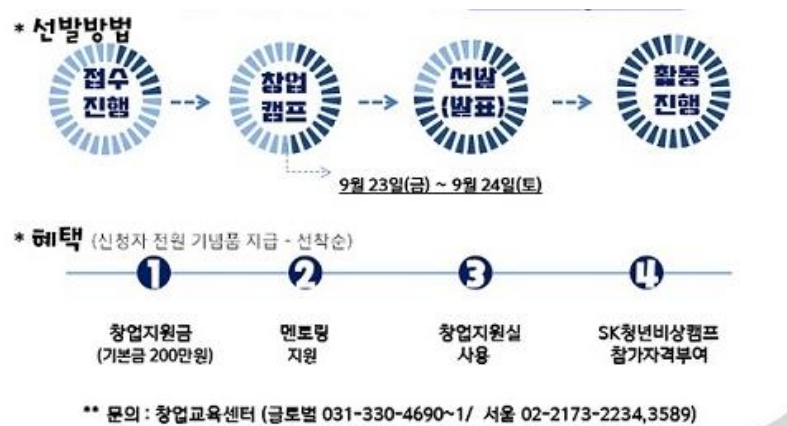 * 선발방법
접수
진행
창업
캠프
선발
(발표)
활동
진행
9월 23일(금) ~ 9월 24일(토)
* 혜택 (신청자 전원 기념품 지급 - 선착순)
1
2
3
4
창업지원금
(기본금 200만원)
멘토링
지원
창업지원실
사용
SK청년비상캠프
참가자격부여
** 문의 : 창업교육센터 (글로벌 031-330-4690~1/ 서울 02-2173-2234,3589)